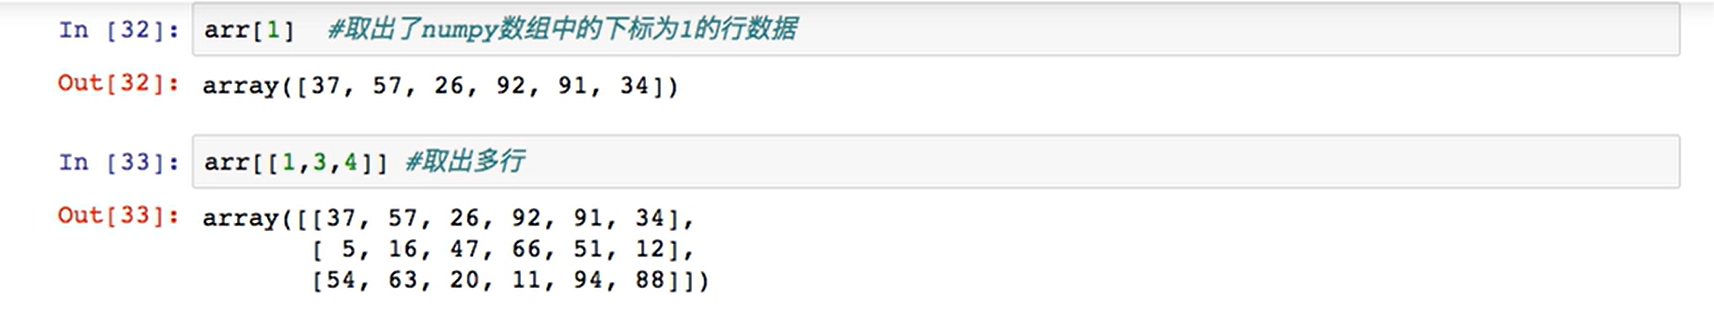 In [32]: arr[1]  #取出了numpy数组中的下标为1的行数据
Out[32]: array([37, 57, 26, 92, 91, 34])
In [33]: arr[[1,3,4]] #取出多行
Out[33]: array([[37, 57, 26, 92, 91, 34],
[ 5, 16, 47, 66, 51, 12],
[54, 63, 20, 11, 94, 88]])